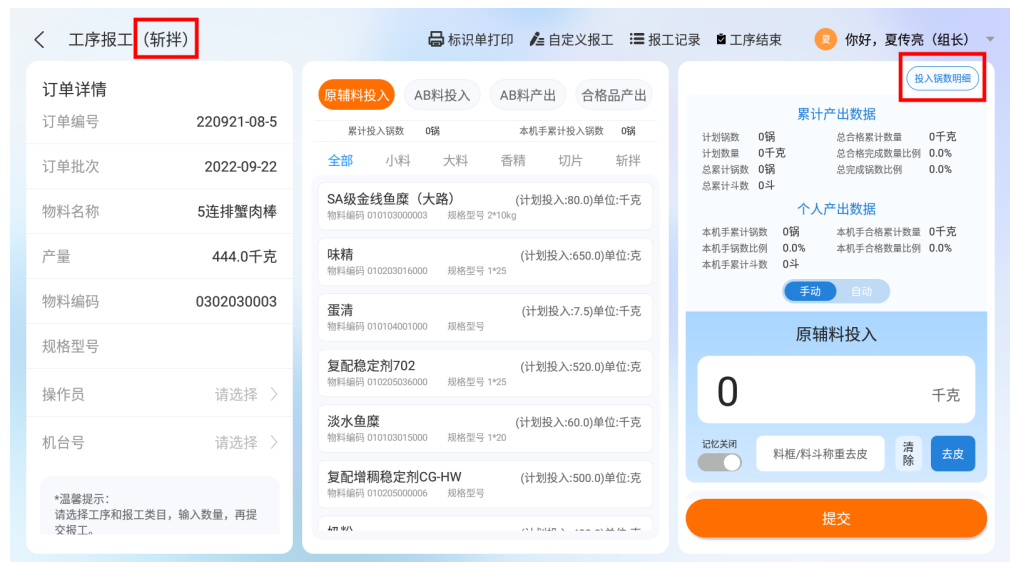 工序报工（斩拌） 标识单打印 自定义报工 报工记录 工序结束 夏 你好，夏传亮（组长）
订单详情
订单编号 220921-08-5
订单批次 2022-09-22
物料名称 5连排蟹肉棒
产量 444.0千克
物料编码 0302030003
规格型号
操作员 请选择
机台号 请选择
*温馨提示：
请选择工序和报工类目，输入数量，再提
交报工。
原辅料投入 AB料投入 AB料产出 合格品产出
累计投入锅数 0锅 本机手累计投入锅数 0锅
全部 小料 大料 香精 切片 斩拌
SA级金线鱼糜（大路） (计划投入:80.0)单位:千克
物料编码 010103000003 规格型号 2*10kg
味精 (计划投入:650.0)单位:克
物料编码 010203016000 规格型号 1*25
蛋清 (计划投入:7.5)单位:千克
物料编码 010104001000 规格型号
复配稳定剂702 (计划投入:520.0)单位:克
物料编码 010205036000 规格型号 1*25
淡水鱼糜 (计划投入:60.0)单位:千克
物料编码 010103015000 规格型号 1*20
复配增稠稳定剂CG-HW (计划投入:500.0)单位:克
物料编码 010205000006 规格型号
投入锅数明细
累计产出数据
计划锅数 0锅 总合格累计数量 0千克
计划数量 0千克 总合格完成数量比例 0.0%
总累计锅数 0锅 总完成锅数比例 0.0%
总累计斗数 0斗
个人产出数据
本机手累计锅数 0锅 本机手合格累计数量 0千克
本机手锅数比例 0.0% 本机手合格数量比例 0.0%
本机手累计斗数 0斗
手动 自动
原辅料投入
0 千克
记忆关闭
料框/料斗称重去皮 清除 去皮
提交